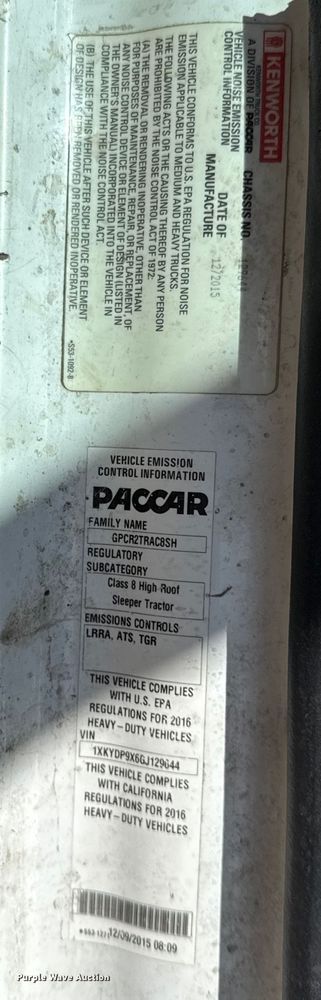 KENWORTH
A DIVISION OF PACCAR
VEHICLE NOISE EMISSION
CONTROL INFORMATION
CHASSIS NO.
DATE OF
MANUFACTURE
12/2015
THIS VEHICLE CONFORMS TO U.S. EPA REGULATION FOR NOISE
EMISSION APPLICABLE TO MEDIUM AND HEAVY TRUCKS.
THE FOLLOWING ACTS OR THE CAUSING THEREOF BY ANY PERSON
ARE PROHIBITED BY THE NOISE CONTROL ACT OF 1972:
(A) THE REMOVAL OR RENDERING INOPERATIVE, OTHER THAN
FOR PURPOSES OF MAINTENANCE, REPAIR, OR REPLACEMENT, OF
ANY NOISE CONTROL DEVICE OR ELEMENT OF DESIGN (LISTED IN
THE OWNER'S MANUAL) INCORPORATED INTO THE VEHICLE IN
COMPLIANCE WITH THE NOISE CONTROL ACT.
(B) THE USE OF THIS VEHICLE AFTER SUCH DEVICE OR ELEMENT
OF DESIGN HAS BEEN REMOVED OR RENDERED INOPERATIVE.
*S53-1092-B
VEHICLE EMISSION
CONTROL INFORMATION
PACCAR
FAMILY NAME
GPCR2TRAC8SH
REGULATORY
SUBCATEGORY
Class 8 High-Roof
Sleeper Tractor
EMISSIONS CONTROLS
LRRA, ATS, TGR
THIS VEHICLE COMPLIES
WITH U.S. EPA
REGULATIONS FOR 2016
HEAVY-DUTY VEHICLES
VIN
1XKYDP9X6GJ129644
THIS VEHICLE COMPLIES
WITH CALIFORNIA
REGULATIONS FOR 2016
HEAVY-DUTY VEHICLES
12/09/2015 08:09
Purple Wave Auction